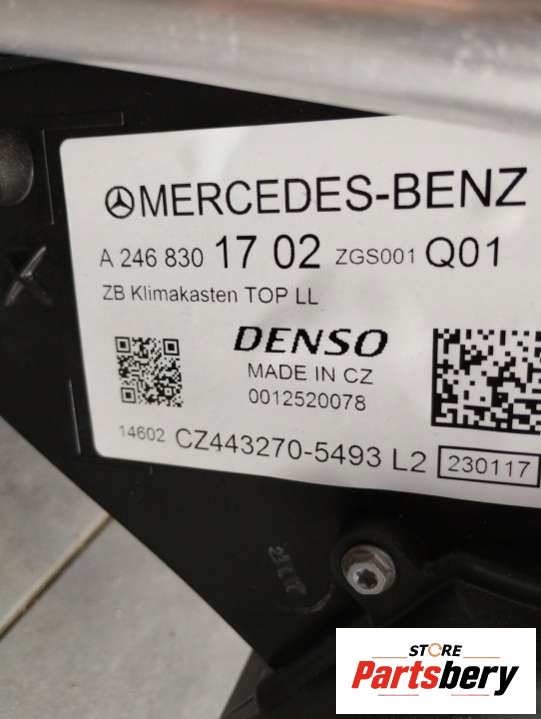 MERCEDES-BENZ
A 246 830 17 02 ZGS001 Q01
ZB Klimakasten TOP LL
DENSO
MADE IN CZ
0012520078
14602 CZ443270-5493 L2 230117
STORE
Partsbery